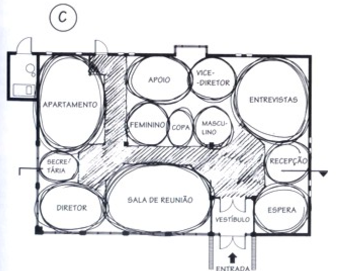 C
APOIO
VICE-
DIRETOR
APARTAMENTO
ENTREVISTAS
FEMININO
COPA
MASCU-
LINO
SECRE-
TÁRIA
RECEPÇÃO
SALA DE REUNIÃO
DIRETOR
ESPERA
VESTÍBULO
ENTRADA